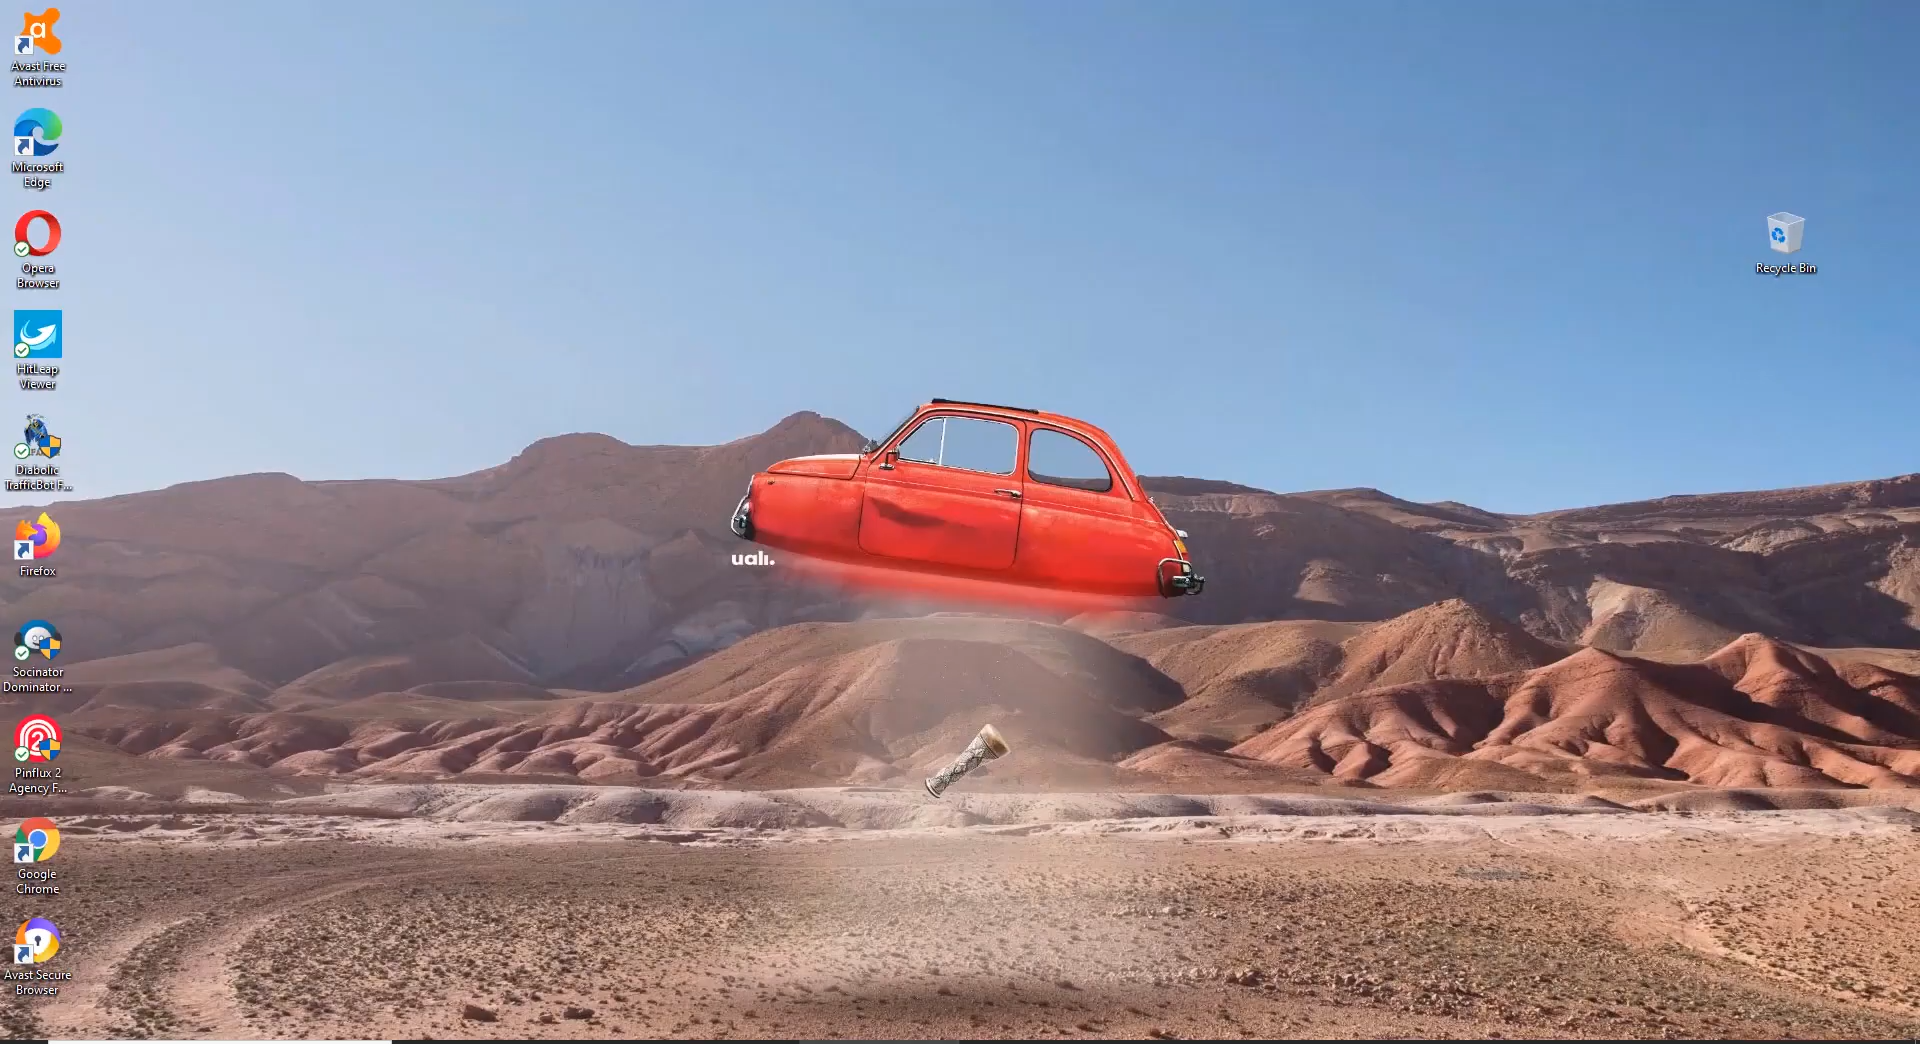 Avast Free
Antivirus
Microsoft
Edge
Opera
Browser
HitLeap
Viewer
Diabolic
TrafficBot F...
Firefox
Socinator
Dominator ...
Pinflux 2
Agency F...
Google
Chrome
Avast Secure
Browser
Recycle Bin
ualı.